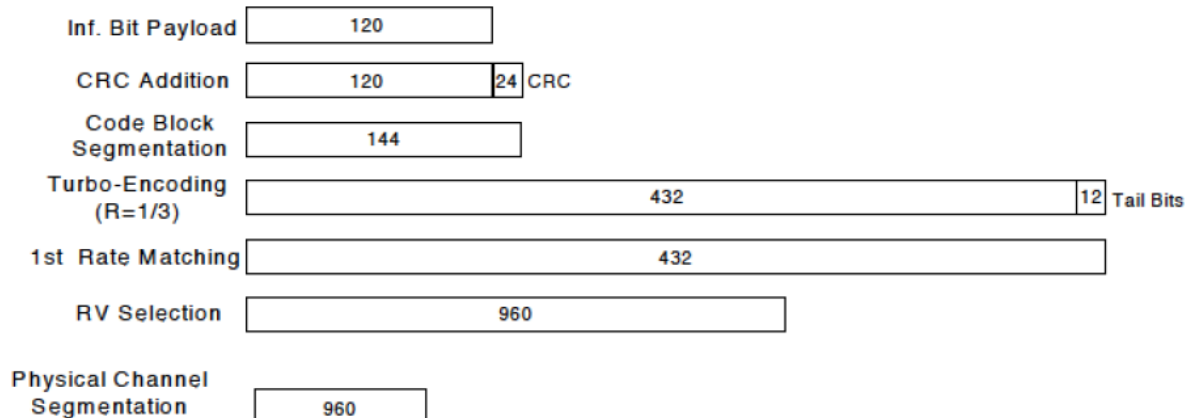 Inf. Bit Payload 120
CRC Addition 120 24 CRC
Code Block
Segmentation 144
Turbo-Encoding
(R=1/3) 432 12 Tail Bits
1st Rate Matching 432
RV Selection 960
Physical Channel
Segmentation 960